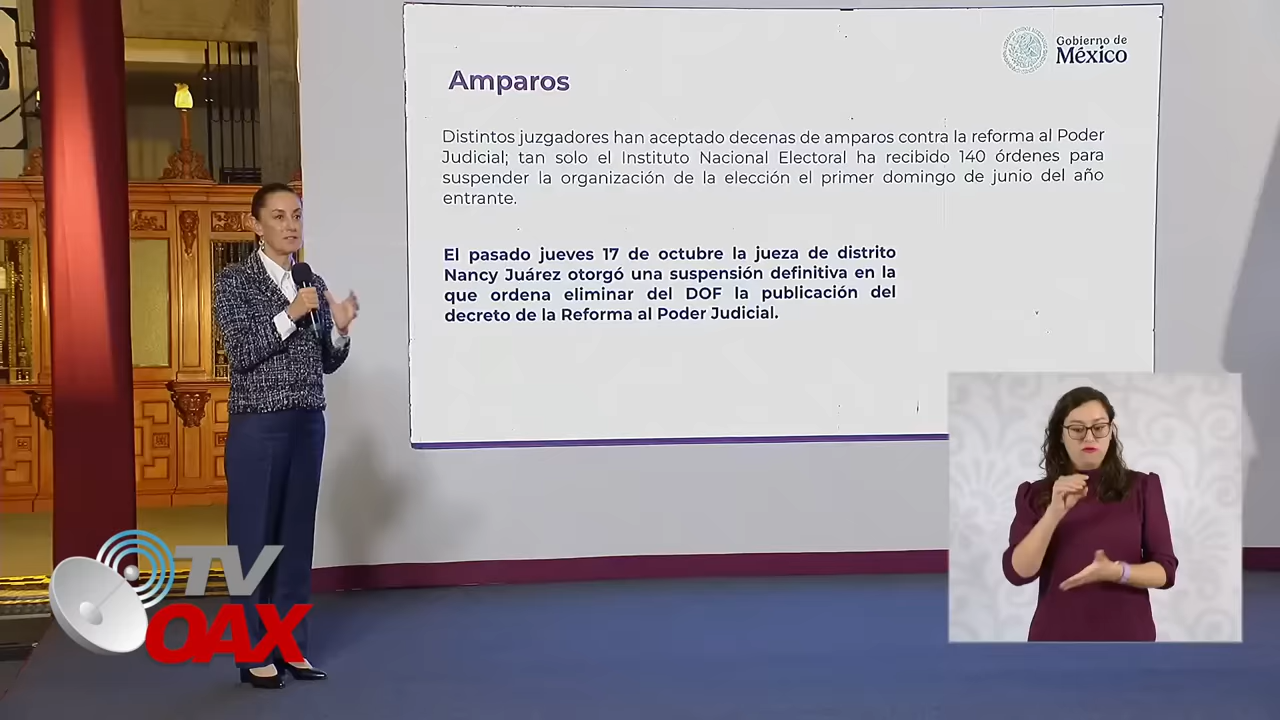 Gobierno de
México
Amparos
Distintos juzgadores han aceptado decenas de amparos contra la reforma al Poder
Judicial; tan solo el Instituto Nacional Electoral ha recibido 140 órdenes para
suspender la organización de la elección el primer domingo de junio del año
entrante.
El pasado jueves 17 de octubre la jueza de distrito
Nancy Juárez otorgó una suspensión definitiva en la
que ordena eliminar del DOF la publicación del
decreto de la Reforma al Poder Judicial.
TV
OAX